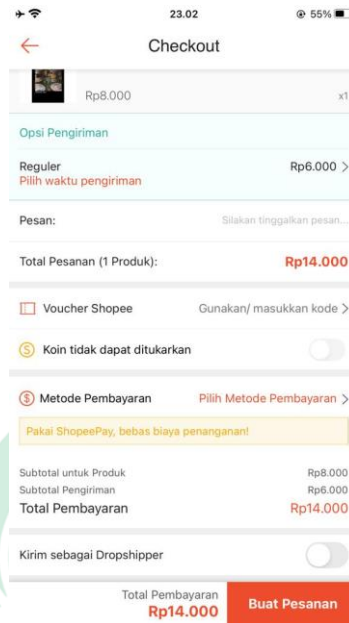 23.02
55%
Checkout
Rp8.000
x1
Opsi Pengiriman
Reguler
Rp6.000 >
Pilih waktu pengiriman
Pesan:
Silakan tinggalkan pesan...
Total Pesanan (1 Produk):
Rp14.000
Voucher Shopee
Gunakan/ masukkan kode >
Koin tidak dapat ditukarkan
Metode Pembayaran
Pilih Metode Pembayaran >
Pakai ShopeePay, bebas biaya penanganan!
Subtotal untuk Produk
Rp8.000
Subtotal Pengiriman
Rp6.000
Total Pembayaran
Rp14.000
Kirim sebagai Dropshipper
Total Pembayaran
Rp14.000
Buat Pesanan